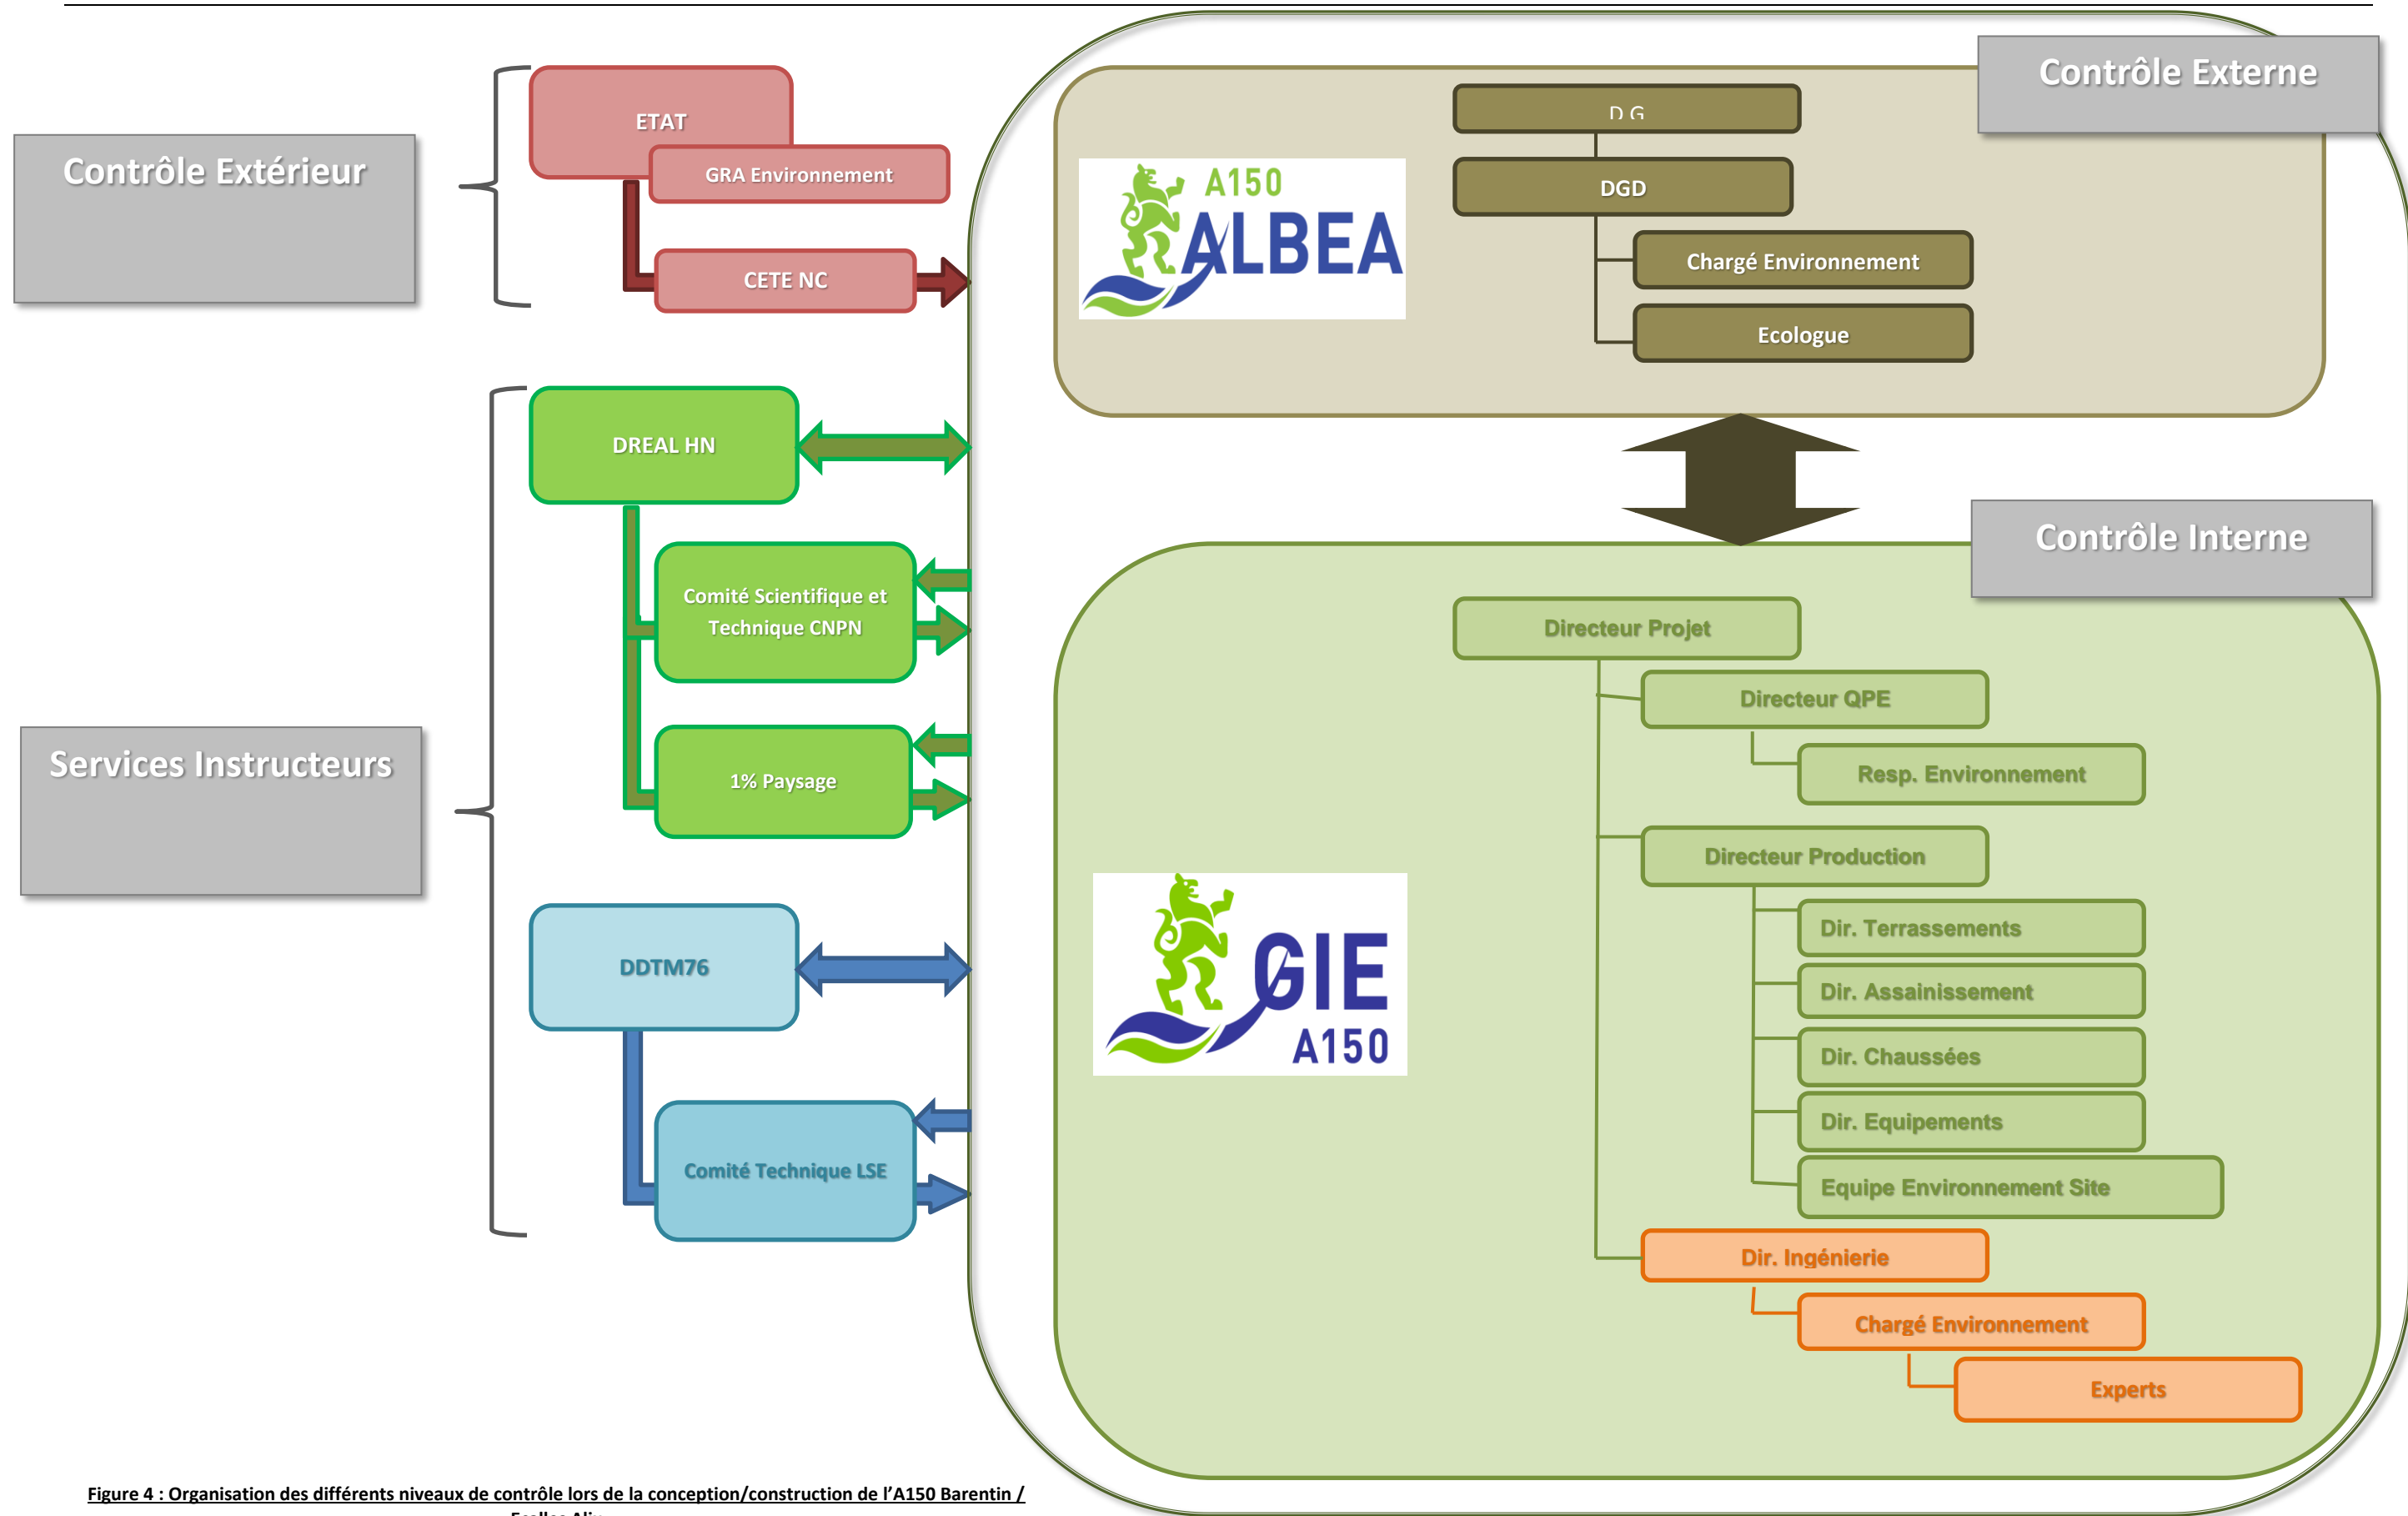 Contrôle Extérieur
ETAT
GRA Environnement
CETE NC
Services Instructeurs
DREAL HN
Comité Scientifique et
Technique CNPN
1% Paysage
DDTM76
Comité Technique LSE
Contrôle Externe
A150
ALBEA
D G
DGD
Chargé Environnement
Ecologue
Contrôle Interne
GIE
A150
Directeur Projet
Directeur QPE
Resp. Environnement
Directeur Production
Dir. Terrassements
Dir. Assainissement
Dir. Chaussées
Dir. Equipements
Equipe Environnement Site
Dir. Ingénierie
Chargé Environnement
Experts
Figure 4 : Organisation des différents niveaux de contrôle lors de la conception/construction de l'A150 Barentin /